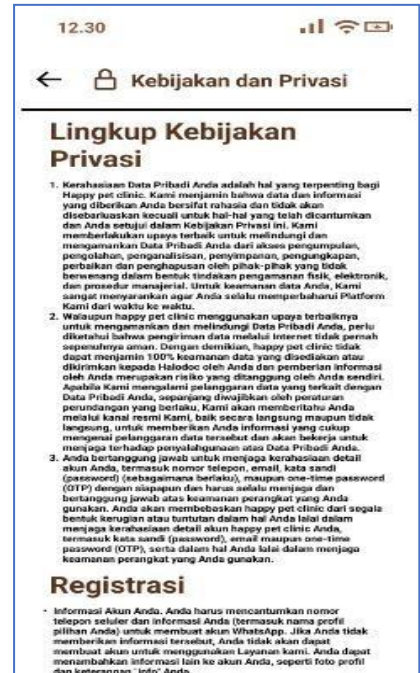 12.30
Kebijakan dan Privasi
Lingkup Kebijakan
Privasi
1. Kerahasiaan Data Pribadi Anda adalah hal yang terpenting bagi
Happy pet clinic. Kami menjamin bahwa data dan informasi
yang diberikan Anda bersifat rahasia dan tidak akan
disebarluaskan kecuali untuk hal-hal yang telah dicantumkan
dan Anda setujui dalam Kebijakan Privasi ini. Kami
memberlakukan upaya terbaik untuk melindungi dan
mengamankan Data Pribadi Anda dari akses pengumpulan,
pengolahan, penganalisisan, penyimpanan, pengungkapan,
perbaikan dan penghapusan oleh pihak-pihak yang tidak
berwenang dalam bentuk tindakan pengamanan fisik, elektronik,
dan prosedur manajerial. Untuk keamanan data Anda, Kami
sangat menyarankan agar Anda selalu memperbaharui Platform
Kami dari waktu ke waktu.
2. Walaupun happy pet clinic menggunakan upaya terbaiknya
untuk mengamankan dan melindungi Data Pribadi Anda, perlu
diketahui bahwa pengiriman data melalui Internet tidak pernah
sepenuhnya aman. Dengan demikian, happy pet clinic tidak
dapat menjamin 100% keamanan data yang disediakan atau
dikirimkan kepada Halodoc oleh Anda dan pemberian informasi
oleh Anda merupakan risiko yang ditanggung oleh Anda sendiri.
Apabila Kami mengalami pelanggaran data yang terkait dengan
Data Pribadi Anda, sepanjang diwajibkan oleh peraturan
perundangan yang berlaku, Kami akan memberitahu Anda
melalui kanal resmi Kami, baik secara langsung maupun tidak
langsung, untuk memberikan Anda informasi yang cukup
mengenai pelanggaran data tersebut dan akan bekerja untuk
menjaga terhadap penyalahgunaan atas Data Pribadi Anda.
3. Anda bertanggung jawab untuk menjaga kerahasiaan detail
akun Anda, termasuk nomor telepon, email, kata sandi
(password) (sebagaimana berlaku), maupun one-time password
(OTP) dengan siapapun dan harus selalu menjaga dan
bertanggung jawab atas keamanan perangkat yang Anda
gunakan. Anda akan membebaskan happy pet clinic dari segala
bentuk kerugian atau tuntutan dalam hal Anda lalai dalam
menjaga kerahasiaan detail akun happy pet clinic Anda,
termasuk kata sandi (password), email maupun one-time
password (OTP), serta dalam hal Anda lalai dalam menjaga
keamanan perangkat yang Anda gunakan.
Registrasi
• Informasi Akun Anda. Anda harus mencantumkan nomor
telepon seluler dan informasi Anda (termasuk nama profil
pilihan Anda) untuk membuat akun WhatsApp. Jika Anda tidak
memberikan informasi tersebut, Anda tidak akan dapat
membuat akun untuk menggunakan Layanan kami. Anda dapat
menambahkan informasi lain ke akun Anda, seperti foto profil
dan keterangan "info" Anda.